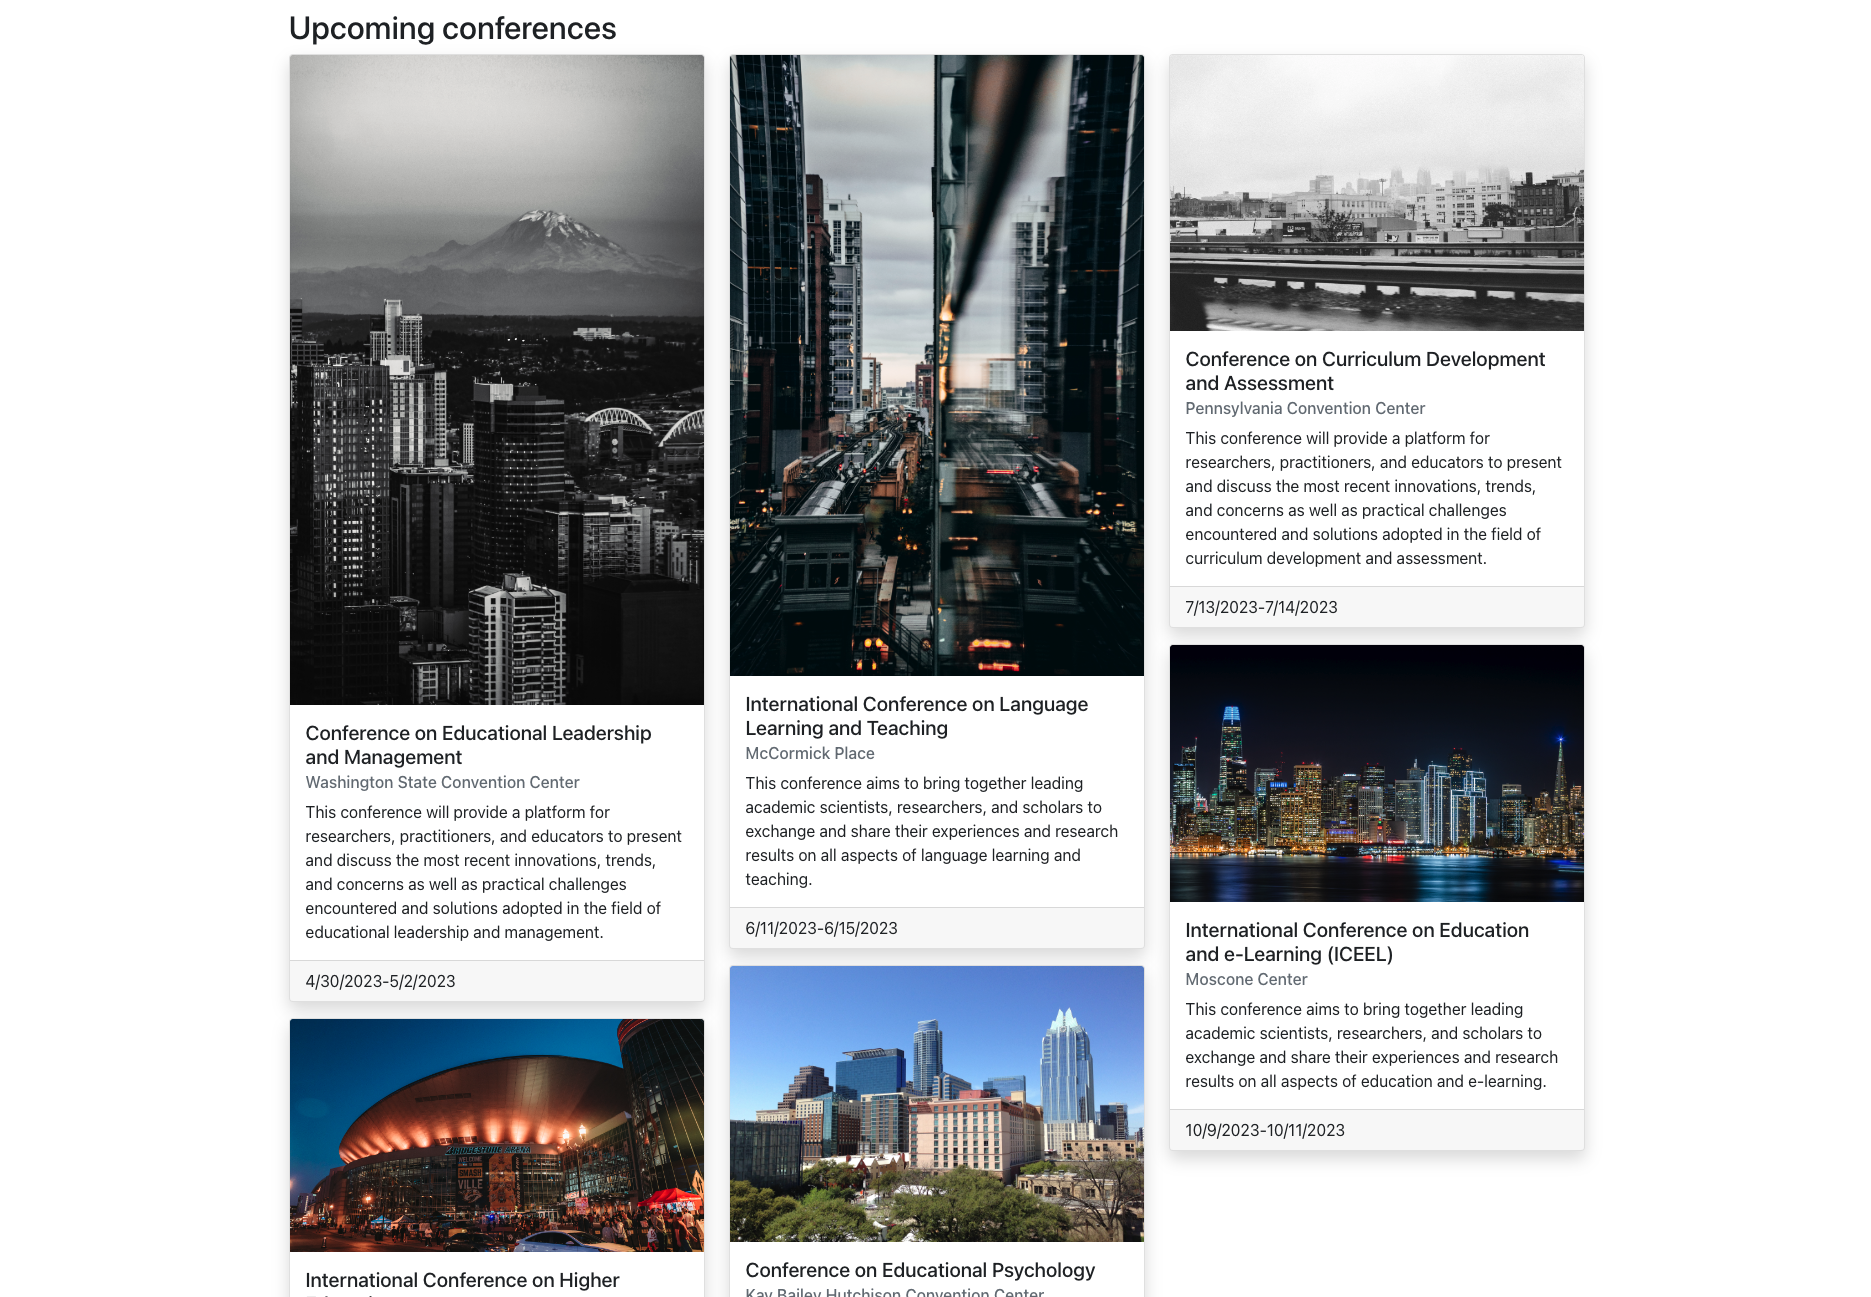 Upcoming conferences
Conference on Educational Leadership
and Management
Washington State Convention Center
This conference will provide a platform for
researchers, practitioners, and educators to present
and discuss the most recent innovations, trends,
and concerns as well as practical challenges
encountered and solutions adopted in the field of
educational leadership and management.
4/30/2023-5/2/2023
BRIDGESTONE ARENA
WELCOME
TO
SMASH
VILLE
International Conference on Higher
International Conference on Language
Learning and Teaching
McCormick Place
This conference aims to bring together leading
academic scientists, researchers, and scholars to
exchange and share their experiences and research
results on all aspects of language learning and
teaching.
6/11/2023-6/15/2023
Conference on Educational Psychology
Kay Bailey Hutchison Convention Center
Conference on Curriculum Development
and Assessment
Pennsylvania Convention Center
This conference will provide a platform for
researchers, practitioners, and educators to present
and discuss the most recent innovations, trends,
and concerns as well as practical challenges
encountered and solutions adopted in the field of
curriculum development and assessment.
7/13/2023-7/14/2023
International Conference on Education
and e-Learning (ICEEL)
Moscone Center
This conference aims to bring together leading
academic scientists, researchers, and scholars to
exchange and share their experiences and research
results on all aspects of education and e-learning.
10/9/2023-10/11/2023